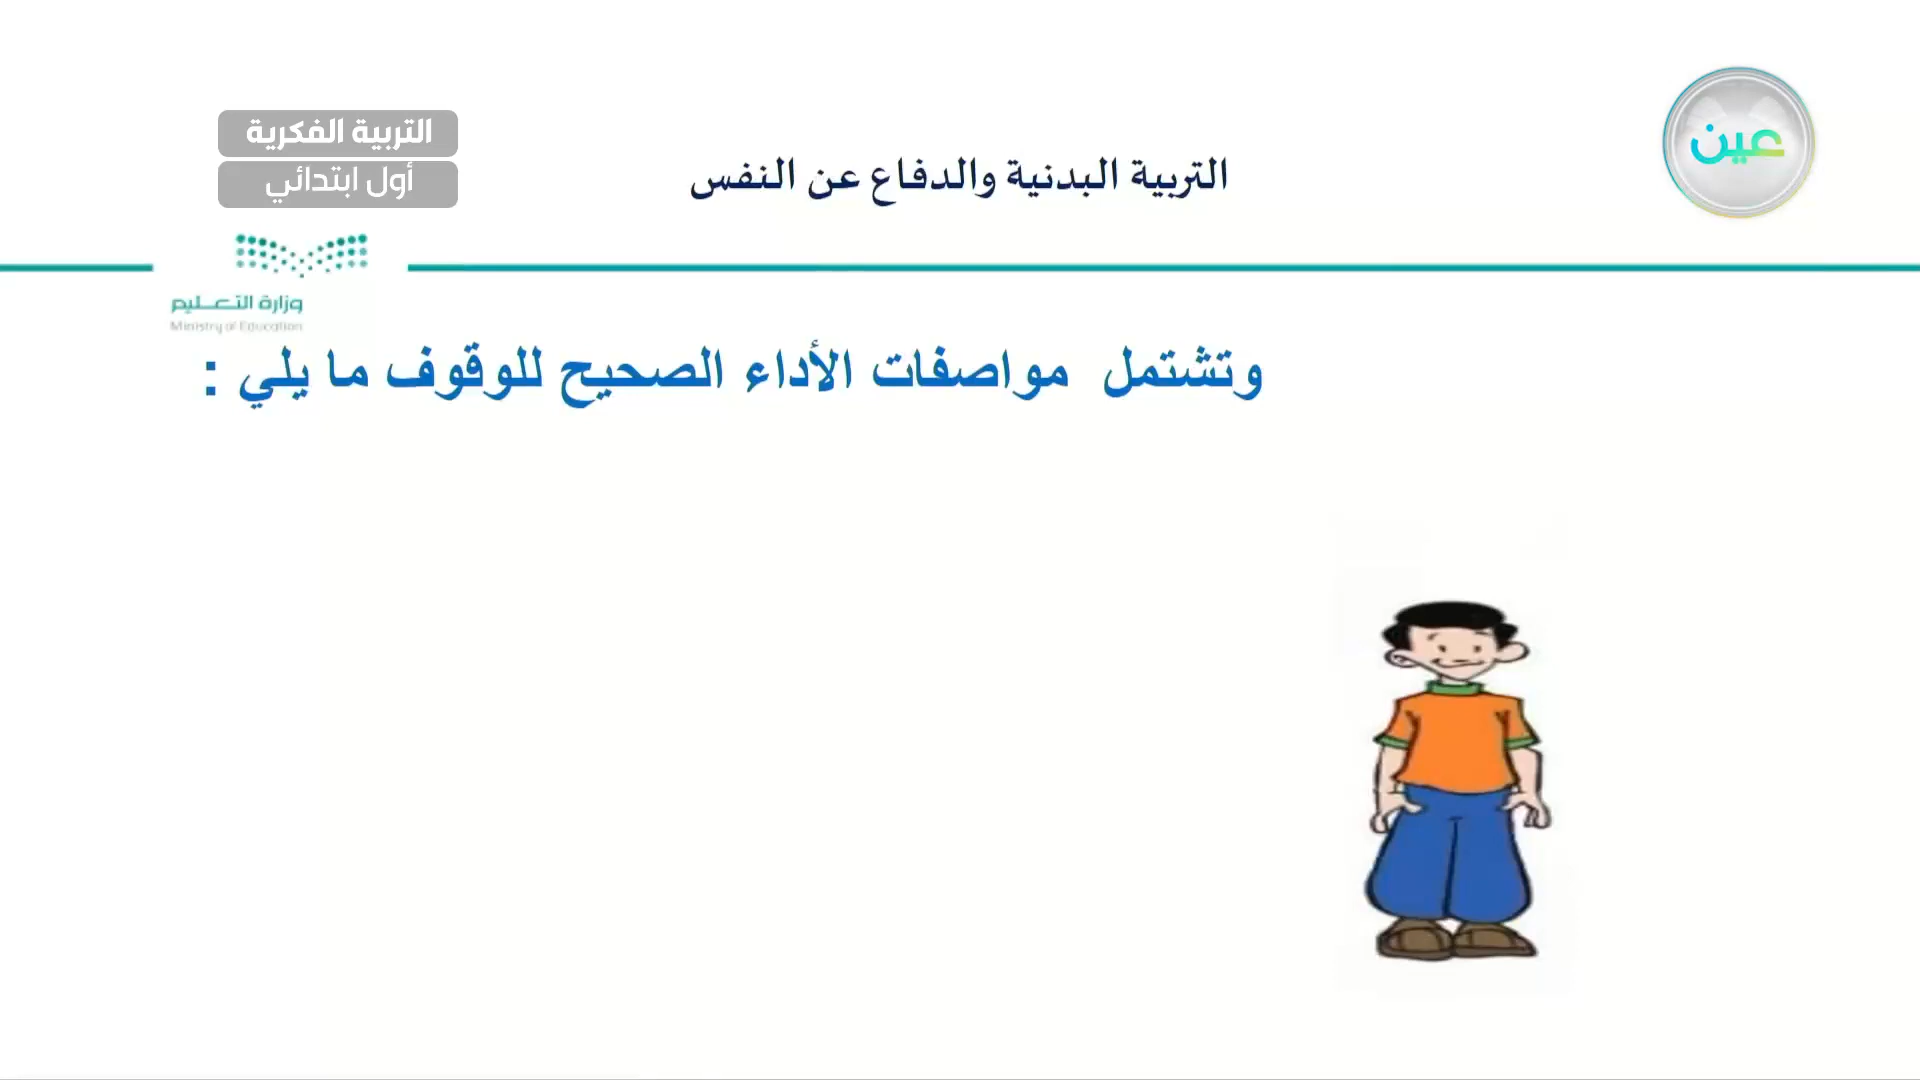 عين
التربية الفكرية
أول ابتدائي
التربية البدنية والدفاع عن النفس
وزارة التعليم
Ministry of Education
وتشتمل مواصفات الأداء الصحيح للوقوف ما يلي :